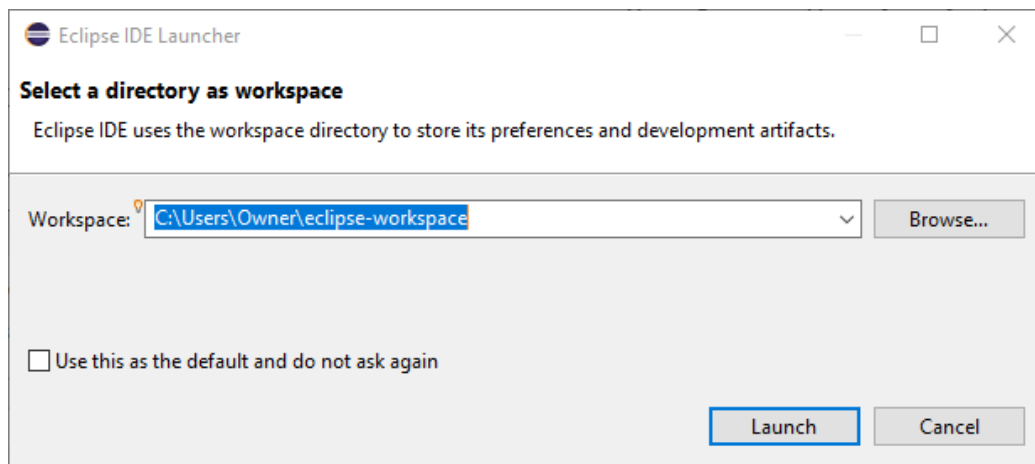 Eclipse IDE Launcher
Select a directory as workspace
Eclipse IDE uses the workspace directory to store its preferences and development artifacts.
Workspace: C:\Users\Owner\eclipse-workspace Browse...
Use this as the default and do not ask again
Launch Cancel